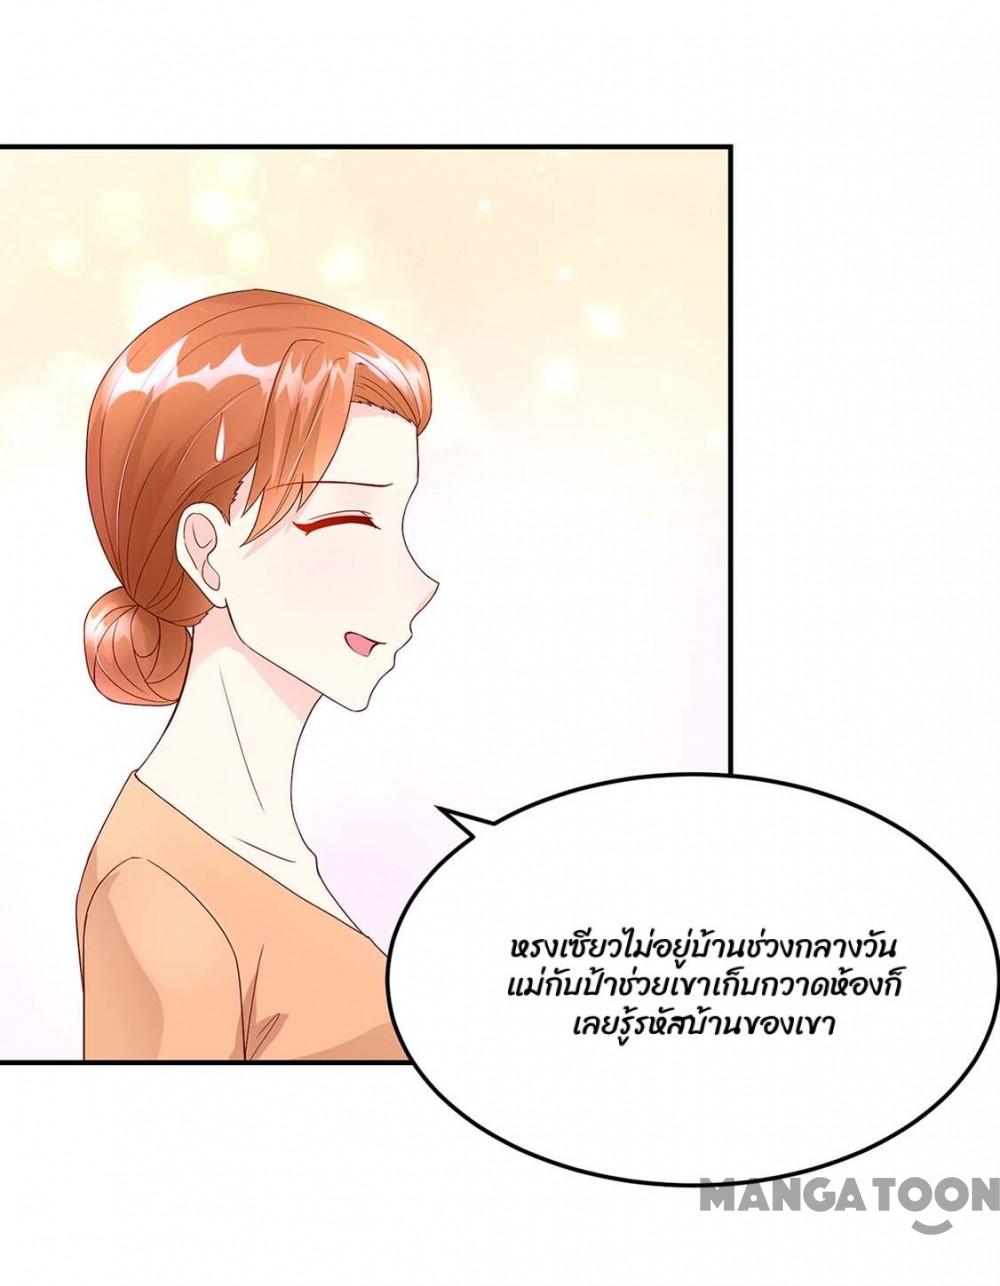 หรงเซียวไม่อยู่บ้านช่วงกลางวัน
แม่กับป้าช่วยเขาเก็บกวาดห้องก็
เลยรู้รหัสบ้านของเขา
MANGATOON